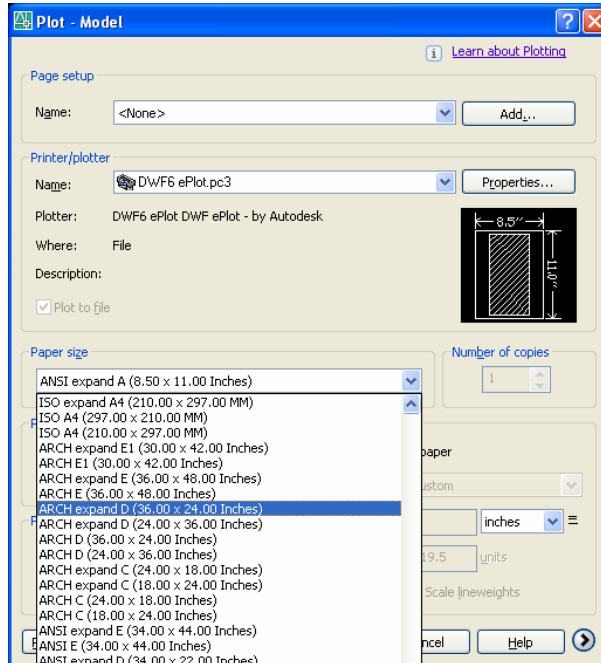 Plot - Model
Learn about Plotting
Page setup
Name: <None> Add...
Printer/plotter
Name: DWF6 ePlot.pc3 Properties...
Plotter: DWF6 ePlot DWF ePlot - by Autodesk
Where: File
Description:
Plot to file
8.5''
11.0''
Paper size
Number of copies
ANSI expand A (8.50 x 11.00 Inches)
1
ISO expand A4 (210.00 x 297.00 MM)
ISO A4 (297.00 x 210.00 MM)
ISO A4 (210.00 x 297.00 MM)
ARCH expand E1 (30.00 x 42.00 Inches)
ARCH E1 (30.00 x 42.00 Inches)
ARCH expand E (36.00 x 48.00 Inches)
ARCH E (36.00 x 48.00 Inches)
ARCH expand D (36.00 x 24.00 Inches)
ARCH expand D (24.00 x 36.00 Inches)
ARCH D (36.00 x 24.00 Inches)
ARCH D (24.00 x 36.00 Inches)
ARCH expand C (24.00 x 18.00 Inches)
ARCH expand C (18.00 x 24.00 Inches)
ARCH C (24.00 x 18.00 Inches)
ARCH C (18.00 x 24.00 Inches)
ANSI expand E (34.00 x 44.00 Inches)
ANSI E (34.00 x 44.00 Inches)
ANSI expand D (34.00 x 22.00 Inches)
paper
ustom
inches =
19.5 units
Scale lineweights
ncel Help